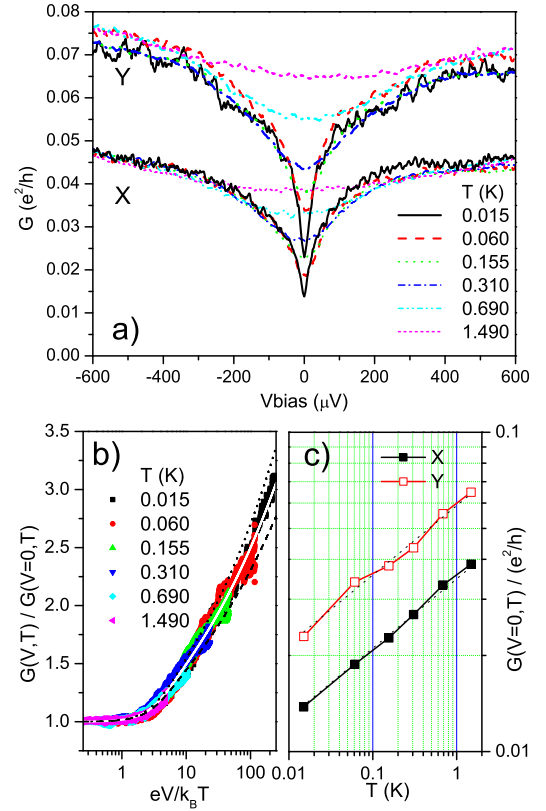 0.08
0.07
0.06
0.05
0.04
0.03
0.02
0.01
0.00
G (e²/h)
Y
X
a)
T (K)
0.015
0.060
0.155
0.310
0.690
1.490
-600 -400 -200 0 200 400 600
Vbias (μV)
3.5
3.0
2.5
2.0
1.5
1.0
G(V,T) / G(V=0,T)
b)
T (K)
0.015
0.060
0.155
0.310
0.690
1.490
1 10 100
eV/k_BT
c)
X
Y
0.1
0.01
G(V=0,T) / (e²/h)
0.01 0.1 1
T (K)